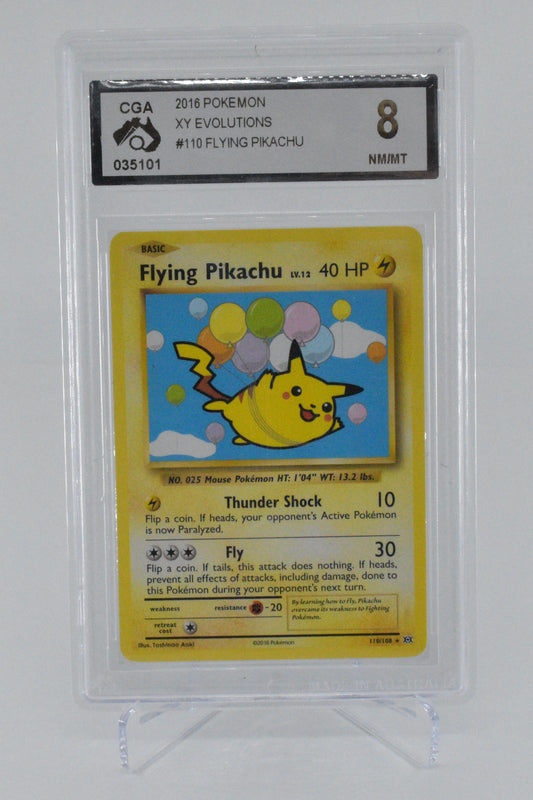 CGA
035101
2016 POKEMON
XY EVOLUTIONS
#110 FLYING PIKACHU
8
NM/MT
BASIC
Flying Pikachu LV.12 40 HP
NO. 025 Mouse Pokémon HT: 1'04" WT: 13.2 lbs.
Thunder Shock 10
Flip a coin. If heads, your opponent's Active Pokémon
is now Paralyzed.
Fly 30
Flip a coin. If tails, this attack does nothing. If heads,
prevent all effects of attacks, including damage, done to
this Pokémon during your opponent's next turn.
weakness resistance -20
retreat
cost
By learning how to fly, Pikachu
overcame its weakness to Fighting
Pokémon.
Illus. Toshinao Aoki ©2016 Pokémon 110/108
MADE IN AUSTRALIA